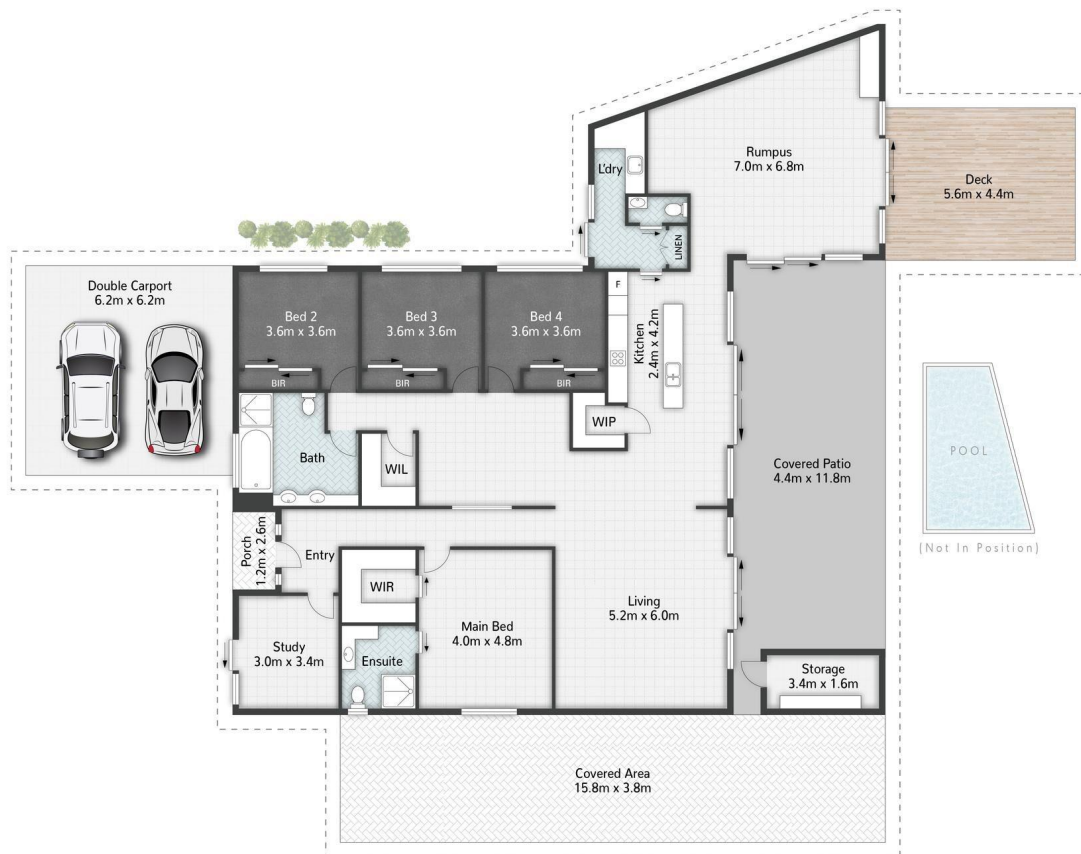 Rumpus
7.0m x 6.8m
L'dry
Deck
5.6m x 4.4m
LINEN
Double Carport
6.2m x 6.2m
Bed 2
3.6m x 3.6m
Bed 3
3.6m x 3.6m
Bed 4
3.6m x 3.6m
F
Kitchen
2.4m x 4.2m
BIR
BIR
BIR
WIP
Bath
WIL
Covered Patio
4.4m x 11.8m
POOL
(Not In Position)
Porch
1.2m x 2.6m
Entry
WIR
Living
5.2m x 6.0m
Main Bed
4.0m x 4.8m
Study
3.0m x 3.4m
Ensuite
Storage
3.4m x 1.6m
Covered Area
15.8m x 3.8m